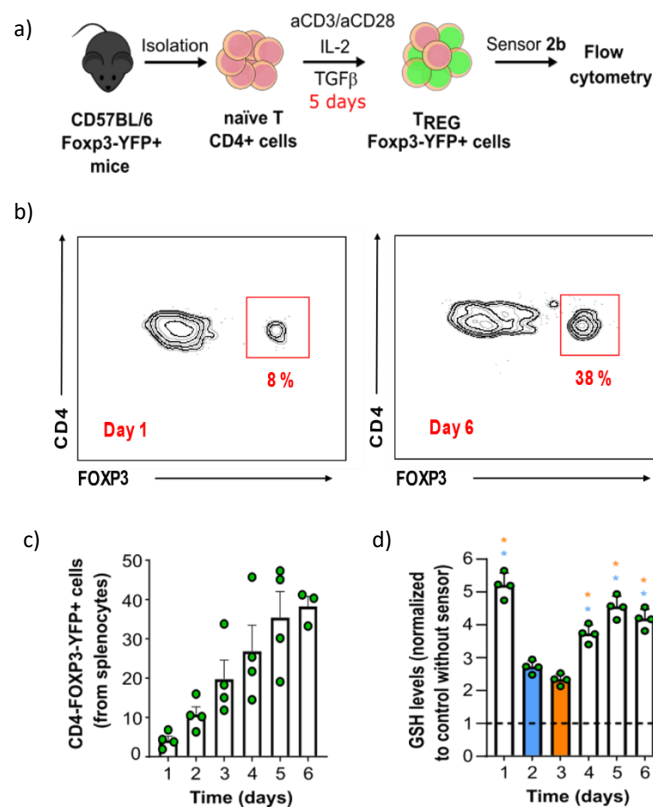 a)
Isolation
aCD3/aCD28
IL-2
TGFβ
5 days
Sensor 2b
Flow
cytometry
CD57BL/6
Foxp3-YFP+
mice
naïve T
CD4+ cells
TREG
Foxp3-YFP+ cells
b)
CD4
8 %
Day 1
FOXP3
CD4
38 %
Day 6
FOXP3
c)
CD4-FOXP3-YFP+ cells
(from splenocytes)
50
40
30
20
10
0
1 2 3 4 5 6
Time (days)
d)
GSH levels (normalized
to control without sensor)
6
5
4
3
2
1
0
* * * *
* * * *
1 2 3 4 5 6
Time (days)